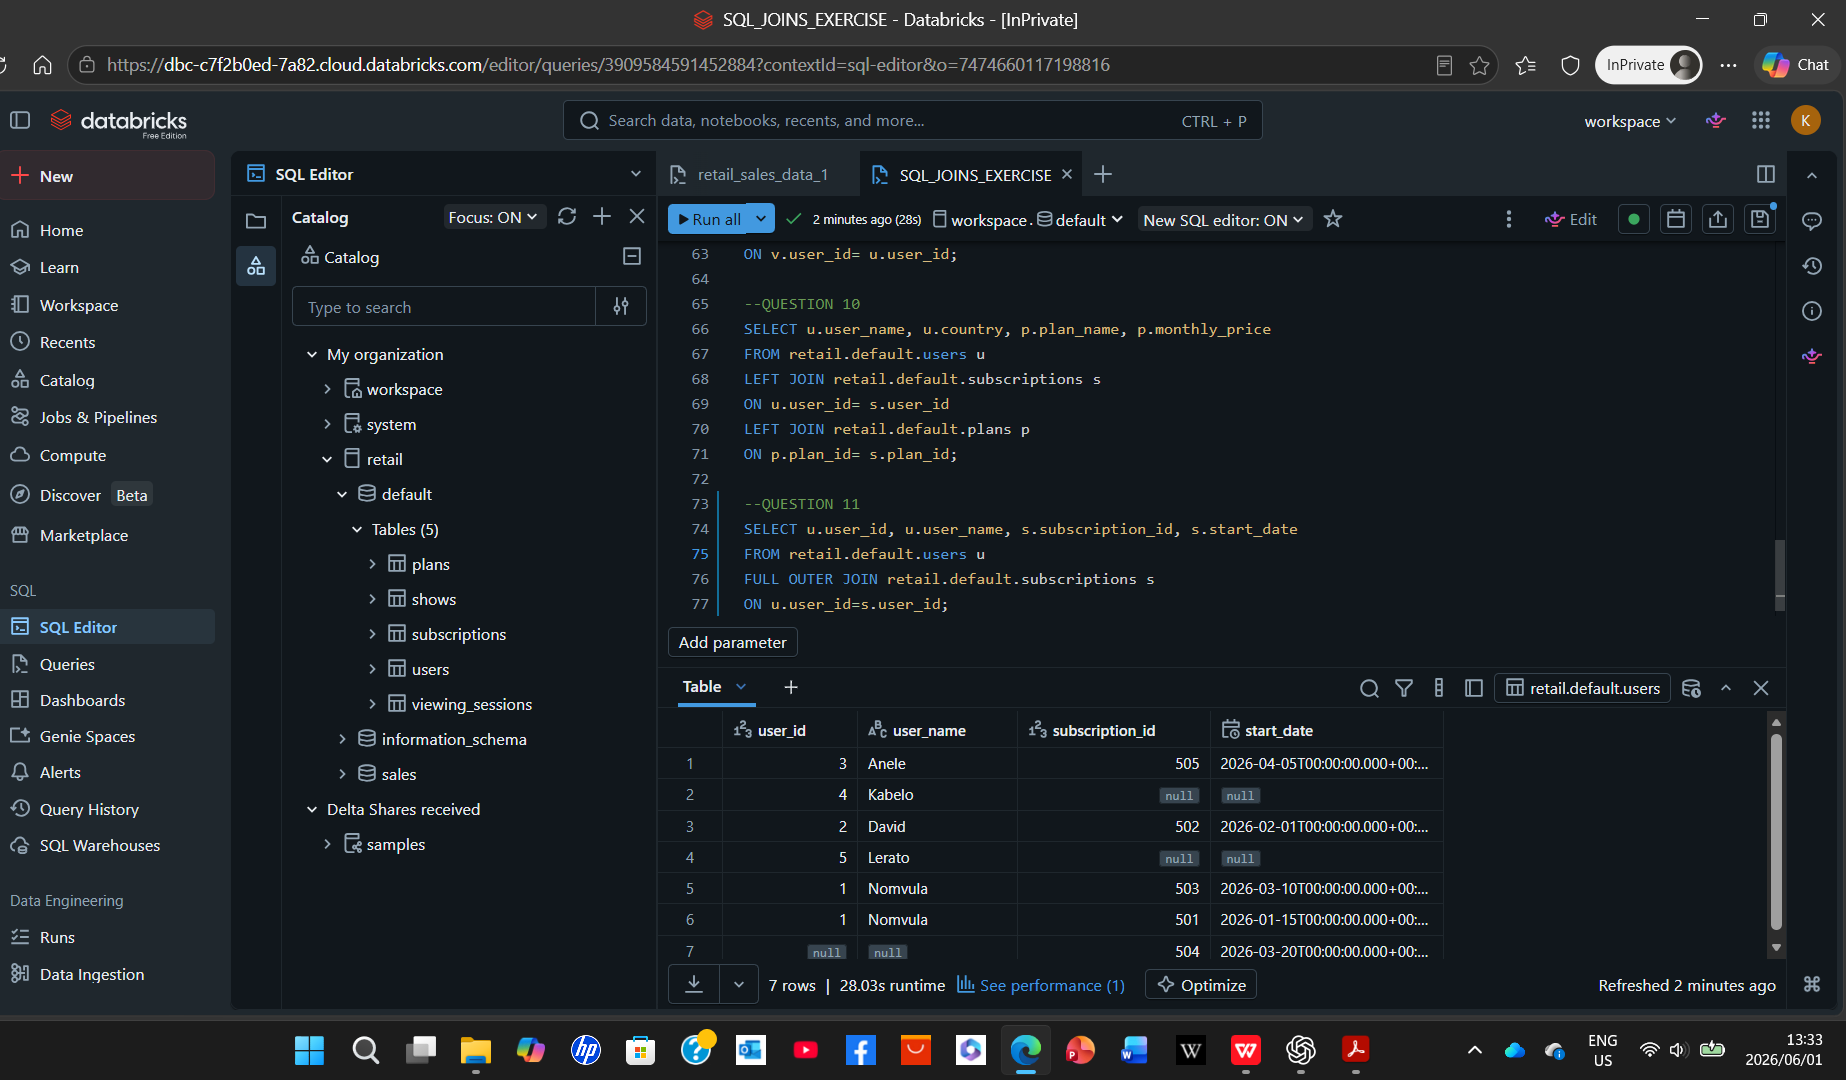 SQL_JOINS_EXERCISE - Databricks - [InPrivate]
https://dbc-c7f2b0ed-7a82.cloud.databricks.com/editor/queries/3909584591452884?contextId=sql-editor&o=7474660117198816
InPrivate
Chat
databricks
Free Edition
Search data, notebooks, recents, and more...
CTRL + P
workspace
K
New
Home
Learn
Workspace
Recents
Catalog
Jobs & Pipelines
Compute
Discover Beta
Marketplace
SQL
SQL Editor
Queries
Dashboards
Genie Spaces
Alerts
Query History
SQL Warehouses
Data Engineering
Runs
Data Ingestion
SQL Editor
Catalog
Focus: ON
Catalog
Type to search
My organization
workspace
system
retail
default
Tables (5)
plans
shows
subscriptions
users
viewing_sessions
information_schema
sales
Delta Shares received
samples
retail_sales_data_1
SQL_JOINS_EXERCISE
Run all
2 minutes ago (28s)
workspace. default
New SQL editor: ON
Edit
63 ON v.user_id= u.user_id;
64
65 --QUESTION 10
66 SELECT u.user_name, u.country, p.plan_name, p.monthly_price
67 FROM retail.default.users u
68 LEFT JOIN retail.default.subscriptions s
69 ON u.user_id= s.user_id
70 LEFT JOIN retail.default.plans p
71 ON p.plan_id= s.plan_id;
72
73 --QUESTION 11
74 SELECT u.user_id, u.user_name, s.subscription_id, s.start_date
75 FROM retail.default.users u
76 FULL OUTER JOIN retail.default.subscriptions s
77 ON u.user_id=s.user_id;
Add parameter
Table
retail.default.users
123 user_id ABC user_name 123 subscription_id start_date
1 3 Anele 505 2026-04-05T00:00:00.000+00:...
2 4 Kabelo null null
3 2 David 502 2026-02-01T00:00:00.000+00:...
4 5 Lerato null null
5 1 Nomvula 503 2026-03-10T00:00:00.000+00:...
6 1 Nomvula 501 2026-01-15T00:00:00.000+00:...
7 null null 504 2026-03-20T00:00:00.000+00:...
7 rows | 28.03s runtime
See performance (1)
Optimize
Refreshed 2 minutes ago
ENG
US
13:33
2026/06/01